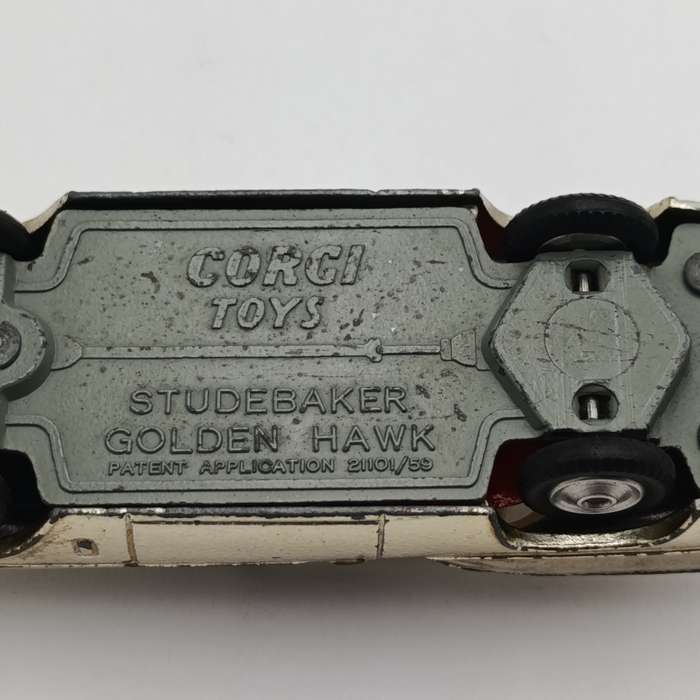 CORGI
TOYS
STUDEBAKER
GOLDEN HAWK
PATENT APPLICATION 21101/59